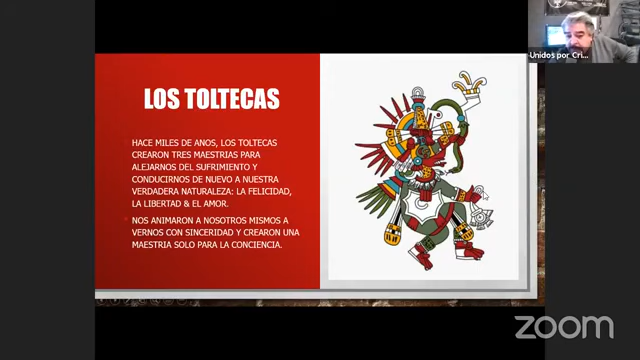 Unidos por Cri...
LOS TOLTECAS
HACE MILES DE ANOS, LOS TOLTECAS
CREARON TRES MAESTRIAS PARA
ALEJARNOS DEL SUFRIMIENTO Y
CONDUCIRNOS DE NUEVO A NUESTRA
VERDADERA NATURALEZA: LA FELICIDAD,
LA LIBERTAD & EL AMOR.
NOS ANIMARON A NOSOTROS MISMOS A
VERNOS CON SINCERIDAD Y CREARON UNA
MAESTRIA SOLO PARA LA CONCIENCIA.
zoom